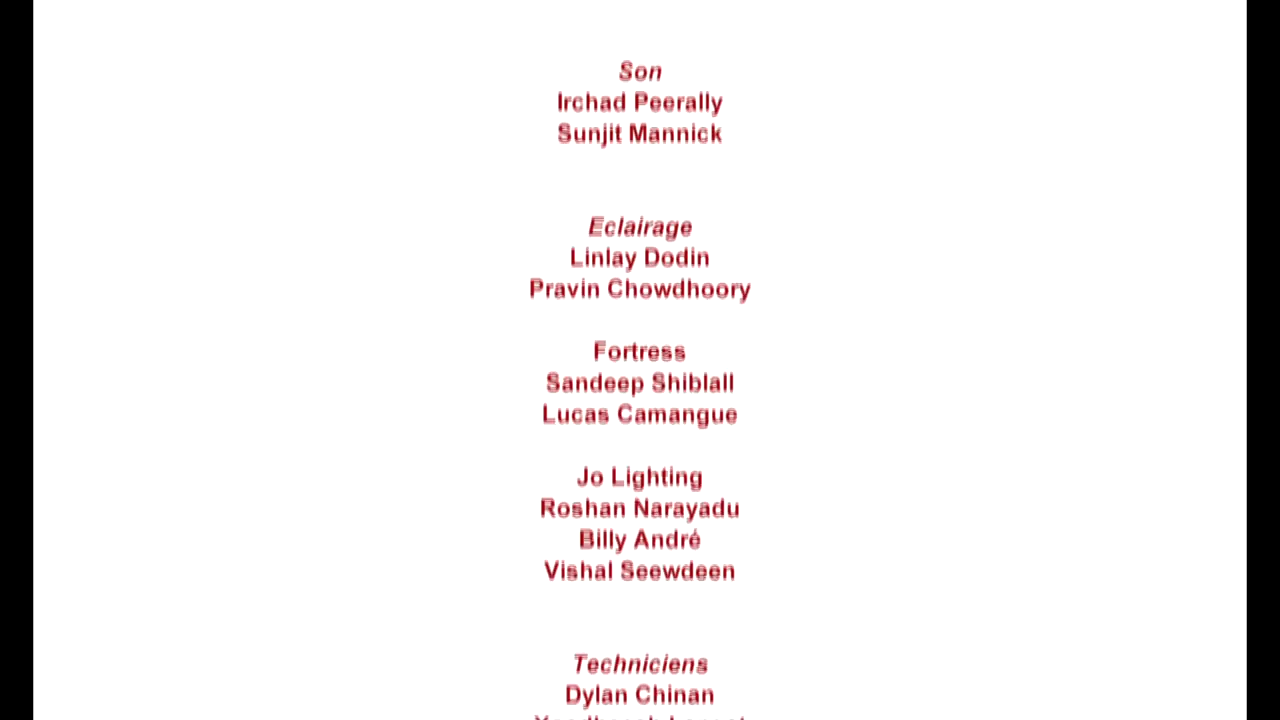 Son
Irchad Peerally
Sunjit Mannick
Eclairage
Linlay Dodin
Pravin Chowdhoory
Fortress
Sandeep Shiblall
Lucas Camangue
Jo Lighting
Roshan Narayadu
Billy André
Vishal Seewdeen
Techniciens
Dylan Chinan